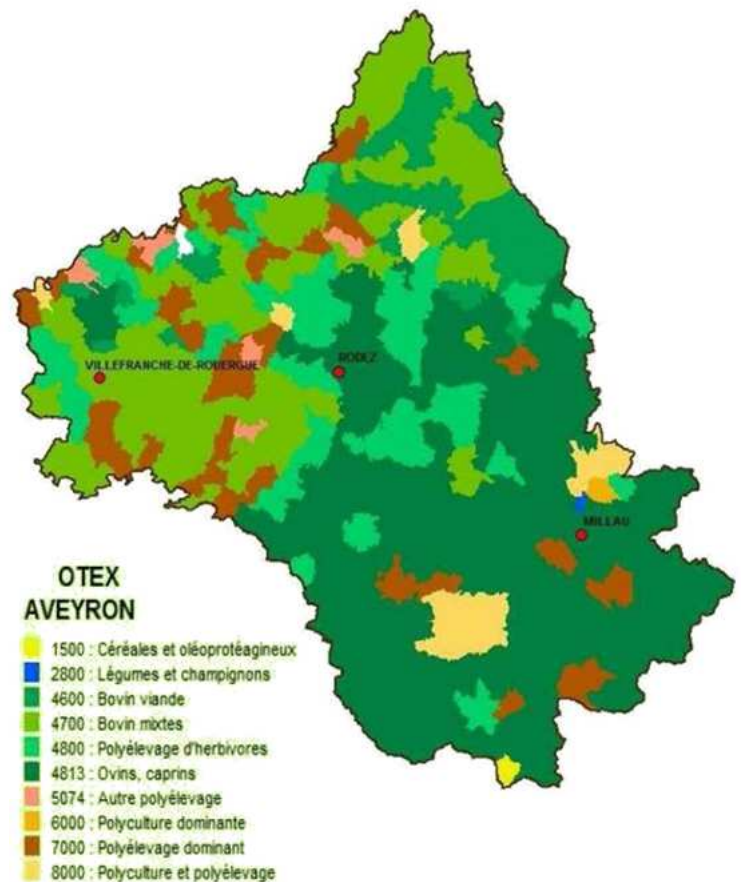 VILLEFRANCHE-DE-ROUERGUE
RODEZ
MILLAU
OTEX
AVEYRON
1500 : Céréales et oléoprotéagineux
2800 : Légumes et champignons
4600 : Bovin viande
4700 : Bovin mixtes
4800 : Polyélevage d'herbivores
4813 : Ovins, caprins
5074 : Autre polyélevage
6000 : Polyculture dominante
7000 : Polyélevage dominant
8000 : Polyculture et polyélevage